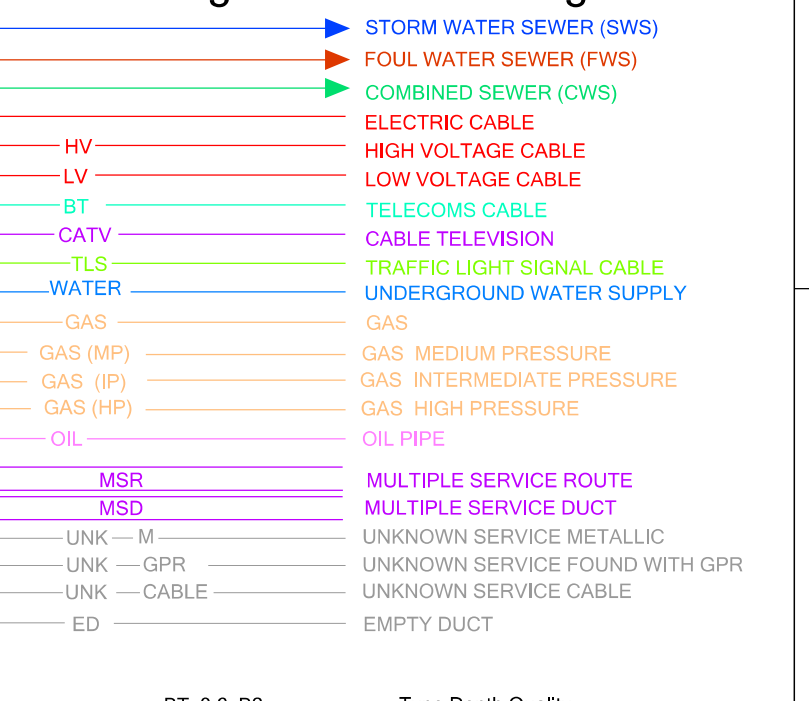 STORM WATER SEWER (SWS)
FOUL WATER SEWER (FWS)
COMBINED SEWER (CWS)
ELECTRIC CABLE
HV HIGH VOLTAGE CABLE
LV LOW VOLTAGE CABLE
BT TELECOMS CABLE
CATV CABLE TELEVISION
TLS TRAFFIC LIGHT SIGNAL CABLE
WATER UNDERGROUND WATER SUPPLY
GAS GAS
GAS (MP) GAS MEDIUM PRESSURE
GAS (IP) GAS INTERMEDIATE PRESSURE
GAS (HP) GAS HIGH PRESSURE
OIL OIL PIPE
MSR MULTIPLE SERVICE ROUTE
MSD MULTIPLE SERVICE DUCT
UNK M UNKNOWN SERVICE METALLIC
UNK GPR UNKNOWN SERVICE FOUND WITH GPR
UNK CABLE UNKNOWN SERVICE CABLE
ED EMPTY DUCT